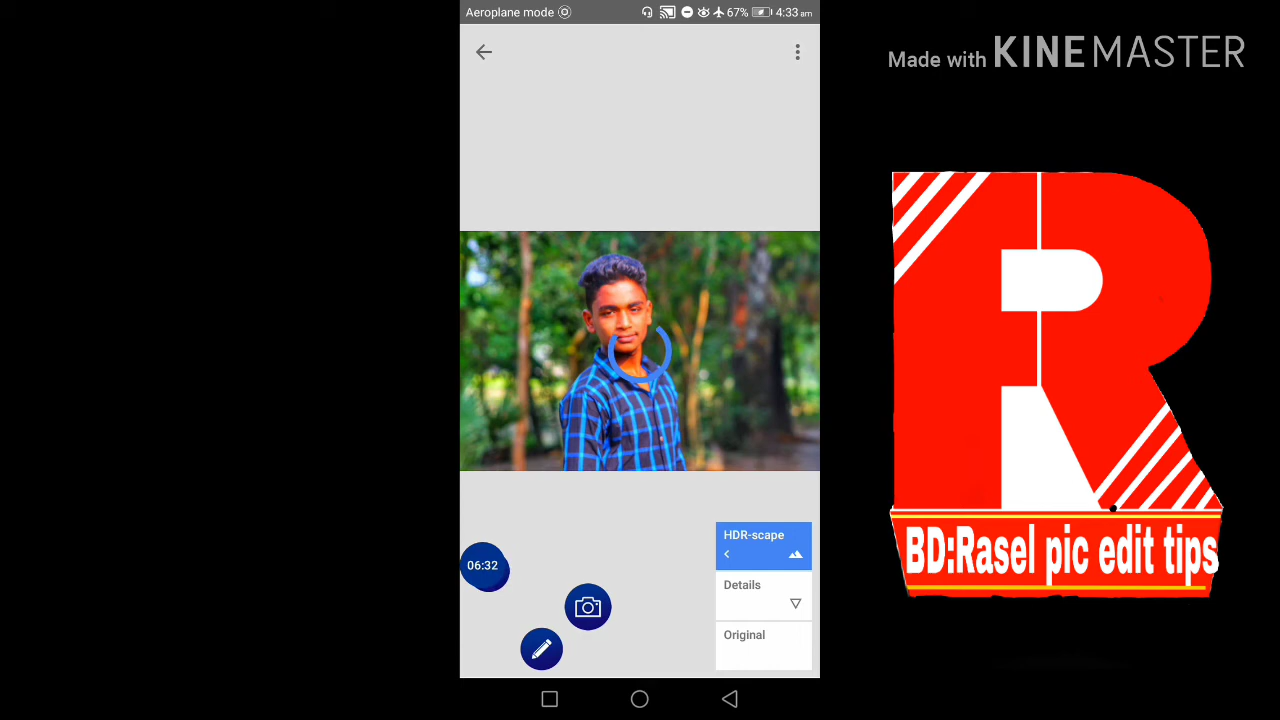 Aeroplane mode
67%
4:33 am
Made with KINEMASTER
HDR-scape
Details
Original
06:32
R
BD:Rasel pic edit tips